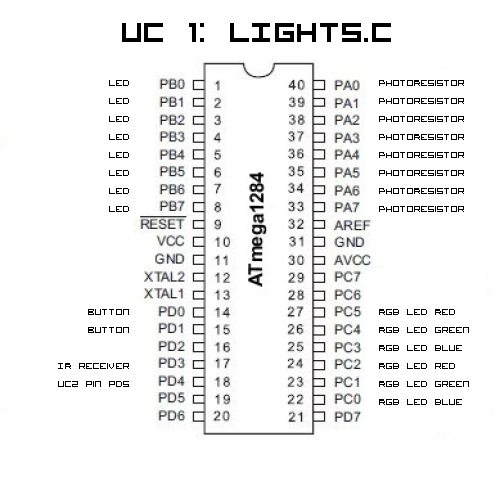 UC 1: LIGHTS.C
LED PB0 1 40 PA0 PHOTORESISTOR
LED PB1 2 39 PA1 PHOTORESISTOR
LED PB2 3 38 PA2 PHOTORESISTOR
LED PB3 4 37 PA3 PHOTORESISTOR
LED PB4 5 36 PA4 PHOTORESISTOR
LED PB5 6 35 PA5 PHOTORESISTOR
LED PB6 7 34 PA6 PHOTORESISTOR
LED PB7 8 33 PA7 PHOTORESISTOR
RESET 9 32 AREF
VCC 10 31 GND
GND 11 30 AVCC
XTAL2 12 29 PC7
XTAL1 13 28 PC6
BUTTON PD0 14 27 PC5 RGB LED RED
BUTTON PD1 15 26 PC4 RGB LED GREEN
PD2 16 25 PC3 RGB LED BLUE
IR RECEIVER PD3 17 24 PC2 RGB LED RED
UC2 PIN PD5 PD4 18 23 PC1 RGB LED GREEN
PD5 19 22 PC0 RGB LED BLUE
PD6 20 21 PD7
ATmega1284